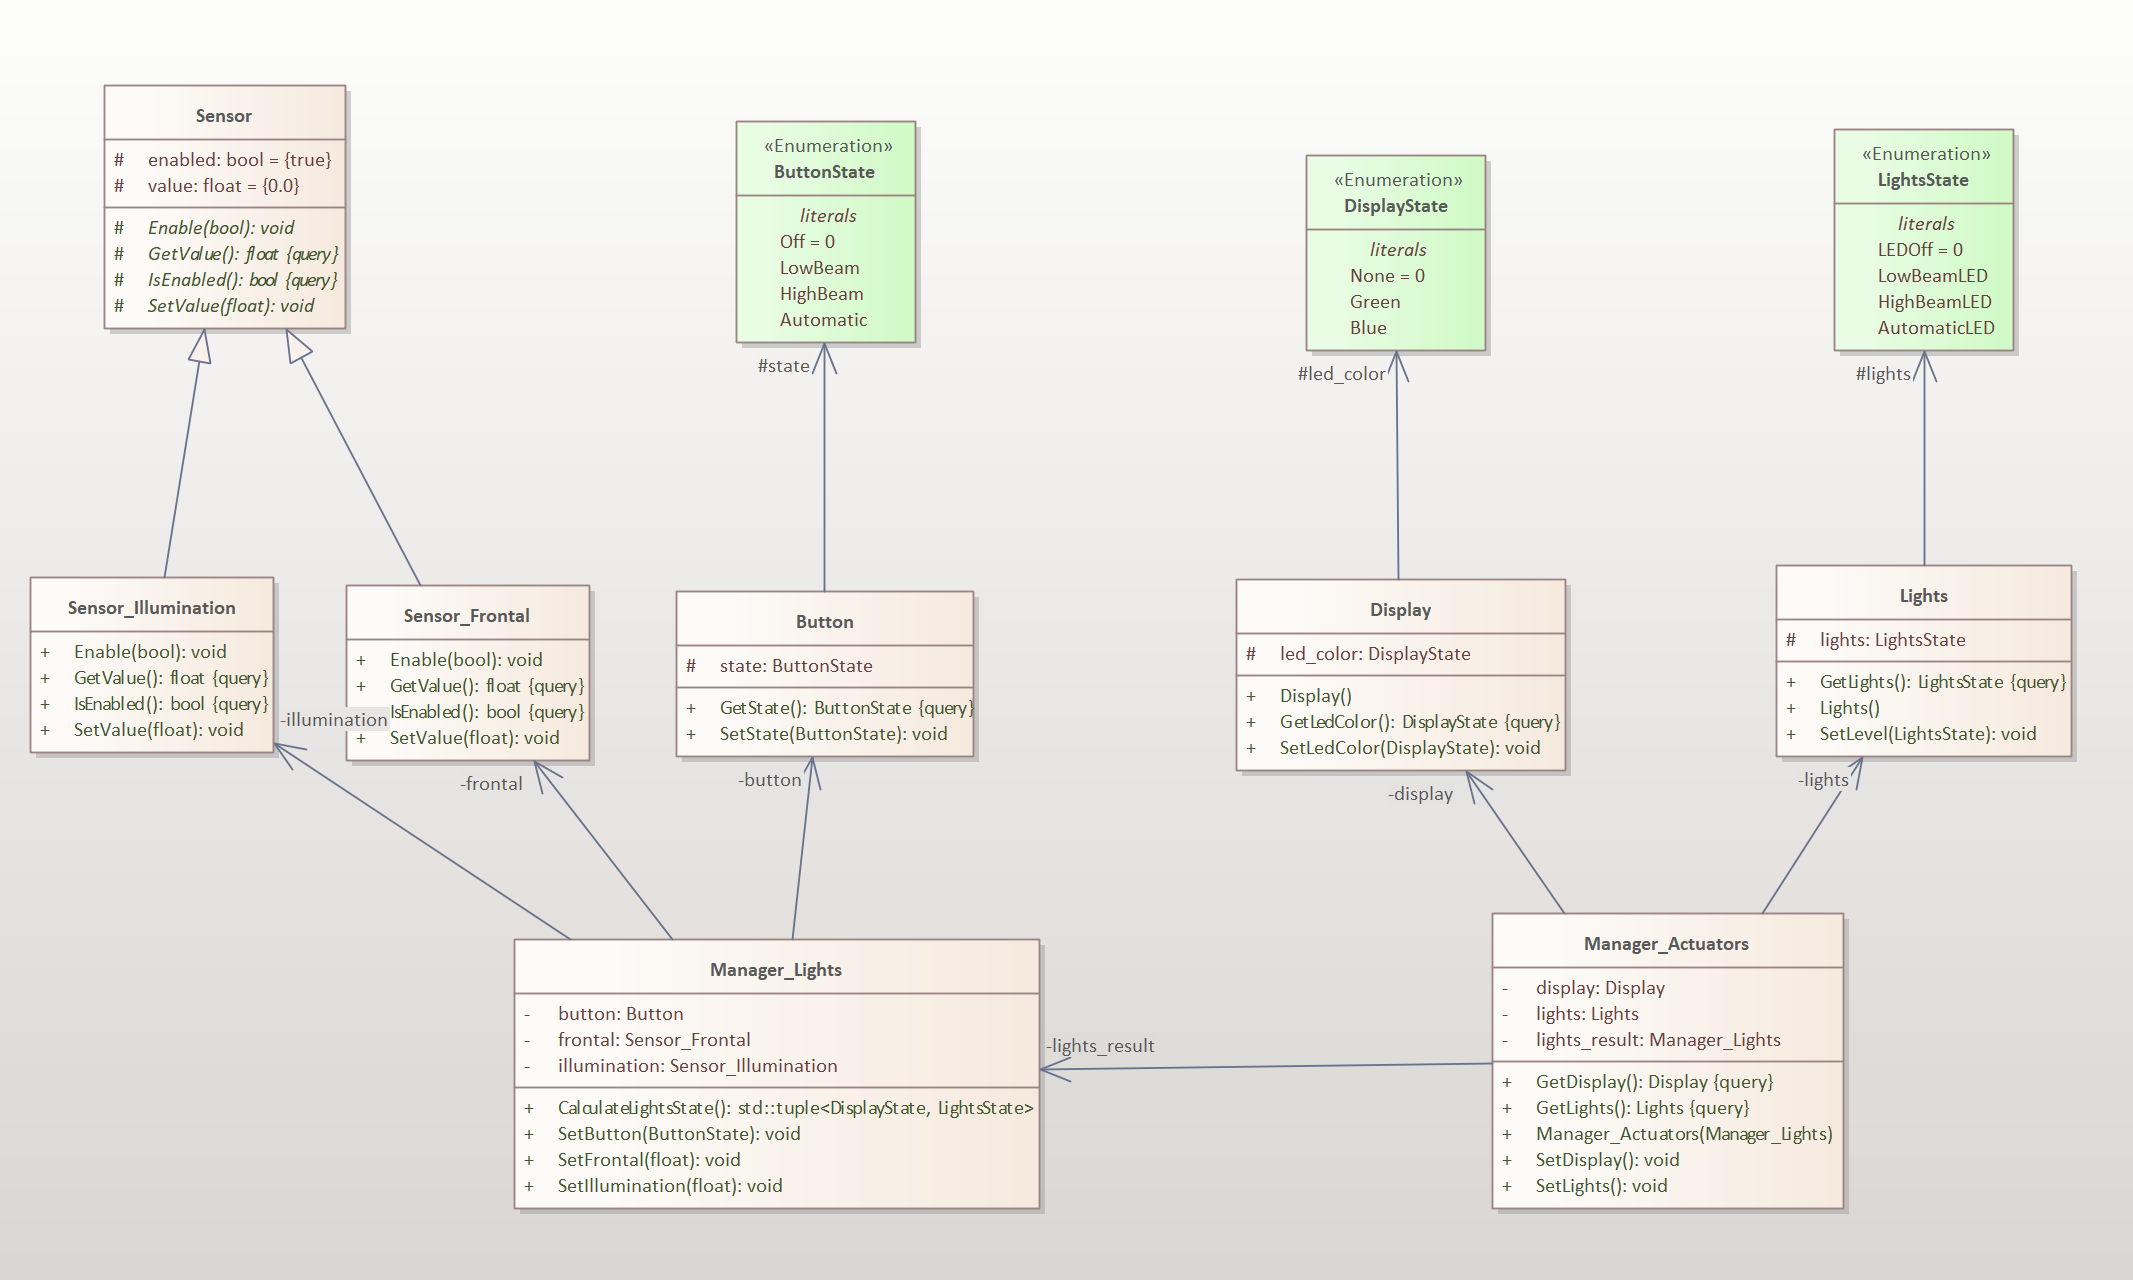 Sensor
# enabled: bool = {true}
# value: float = {0.0}
# Enable(bool): void
# GetValue(): float {query}
# IsEnabled(): bool {query}
# SetValue(float): void
«Enumeration»
ButtonState
literals
Off = 0
LowBeam
HighBeam
Automatic
#state
«Enumeration»
DisplayState
literals
None = 0
Green
Blue
#led_color
«Enumeration»
LightsState
literals
LEDOff = 0
LowBeamLED
HighBeamLED
AutomaticLED
#lights
Sensor_Illumination
+ Enable(bool): void
+ GetValue(): float {query}
+ IsEnabled(): bool {query}
+ SetValue(float): void
-illumination
Sensor_Frontal
+ Enable(bool): void
+ GetValue(): float {query}
IsEnabled(): bool {query}
+ SetValue(float): void
-frontal
Button
# state: ButtonState
+ GetState(): ButtonState {query}
+ SetState(ButtonState): void
-button
Display
# led_color: DisplayState
+ Display()
+ GetLedColor(): DisplayState {query}
+ SetLedColor(DisplayState): void
-display
Lights
# lights: LightsState
+ GetLights(): LightsState {query}
+ Lights()
+ SetLevel(LightsState): void
-lights
Manager_Lights
- button: Button
- frontal: Sensor_Frontal
- illumination: Sensor_Illumination
+ CalculateLightsState(): std::tuple<DisplayState, LightsState>
+ SetButton(ButtonState): void
+ SetFrontal(float): void
+ SetIllumination(float): void
-lights_result
Manager_Actuators
- display: Display
- lights: Lights
- lights_result: Manager_Lights
+ GetDisplay(): Display {query}
+ GetLights(): Lights {query}
+ Manager_Actuators(Manager_Lights)
+ SetDisplay(): void
+ SetLights(): void